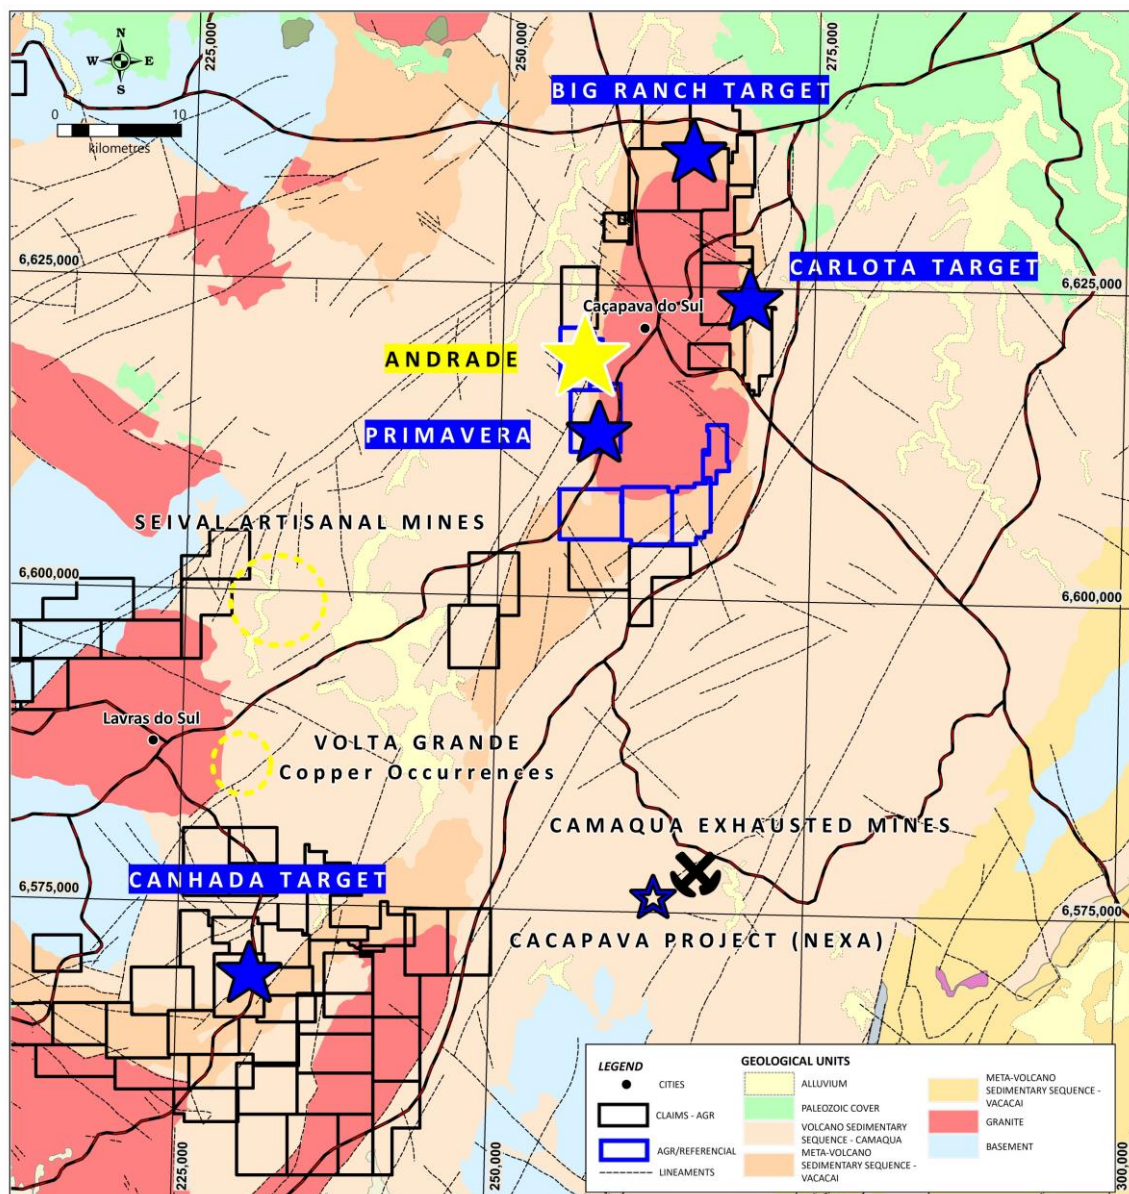 225,000
250,000
275,000
N
W E
S
0 10
kilometres
BIG RANCH TARGET
6,625,000
CARLOTA TARGET
6,625,000
Caçapava do Sul
ANDRADE
PRIMAVERA
SEIVAL ARTISANAL MINES
6,600,000
6,600,000
Lavras do Sul
VOLTA GRANDE
Copper Occurrences
CAMAQUA EXHAUSTED MINES
CANHADA TARGET
6,575,000
6,575,000
CACAPAVA PROJECT (NEXA)
LEGEND
CITIES
CLAIMS - AGR
AGR/REFERENCIAL
LINEAMENTS
GEOLOGICAL UNITS
ALLUVIUM
PALEOZOIC COVER
VOLCANO SEDIMENTARY
SEQUENCE - CAMAQUA
META-VOLCANO
SEDIMENTARY SEQUENCE -
VACACAI
META-VOLCANO
SEDIMENTARY SEQUENCE -
VACACAI
GRANITE
BASEMENT
225,000
250,000
300,000